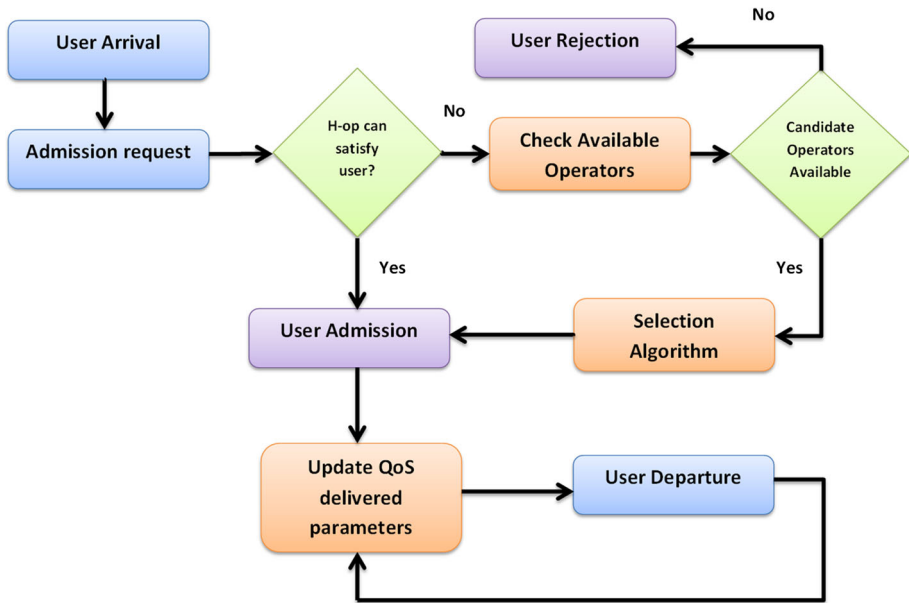 User Arrival
Admission request
H-op can
satisfy
user?
No
Check Available
Operators
Candidate
Operators
Available
No
User Rejection
Yes
Yes
Selection
Algorithm
User Admission
Update QoS
delivered
parameters
User Departure